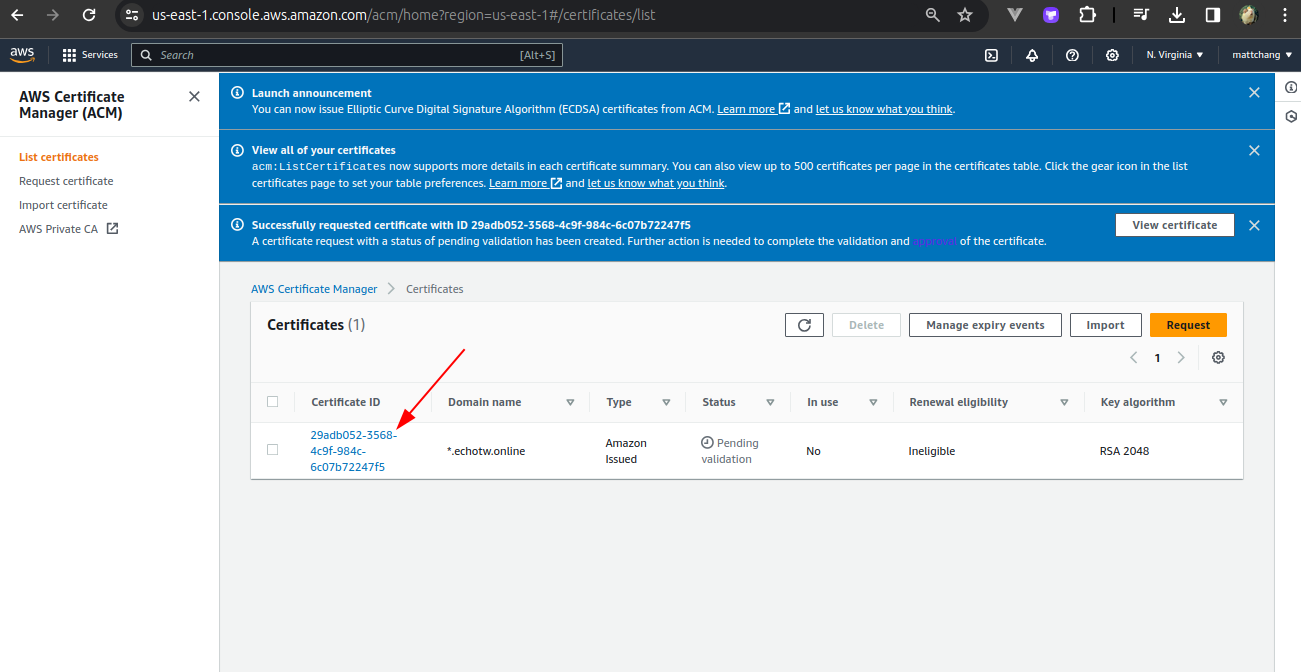 us-east-1.console.aws.amazon.com/acm/home?region=us-east-1#/certificates/list
aws
Services
Search
[Alt+S]
N. Virginia
mattchang
AWS Certificate
Manager (ACM)
List certificates
Request certificate
Import certificate
AWS Private CA
Launch announcement
You can now issue Elliptic Curve Digital Signature Algorithm (ECDSA) certificates from ACM. Learn more and let us know what you think.
View all of your certificates
acm:ListCertificates now supports more details in each certificate summary. You can also view up to 500 certificates per page in the certificates table. Click the gear icon in the list
certificates page to set your table preferences. Learn more and let us know what you think.
Successfully requested certificate with ID 29adb052-3568-4c9f-984c-6c07b72247f5
A certificate request with a status of pending validation has been created. Further action is needed to complete the validation and approval of the certificate.
View certificate
AWS Certificate Manager
Certificates
Certificates (1)
Delete
Manage expiry events
Import
Request
1
Certificate ID
Domain name
Type
Status
In use
Renewal eligibility
Key algorithm
29adb052-3568-
4c9f-984c-
6c07b72247f5
*.echotw.online
Amazon
Issued
Pending
validation
No
Ineligible
RSA 2048